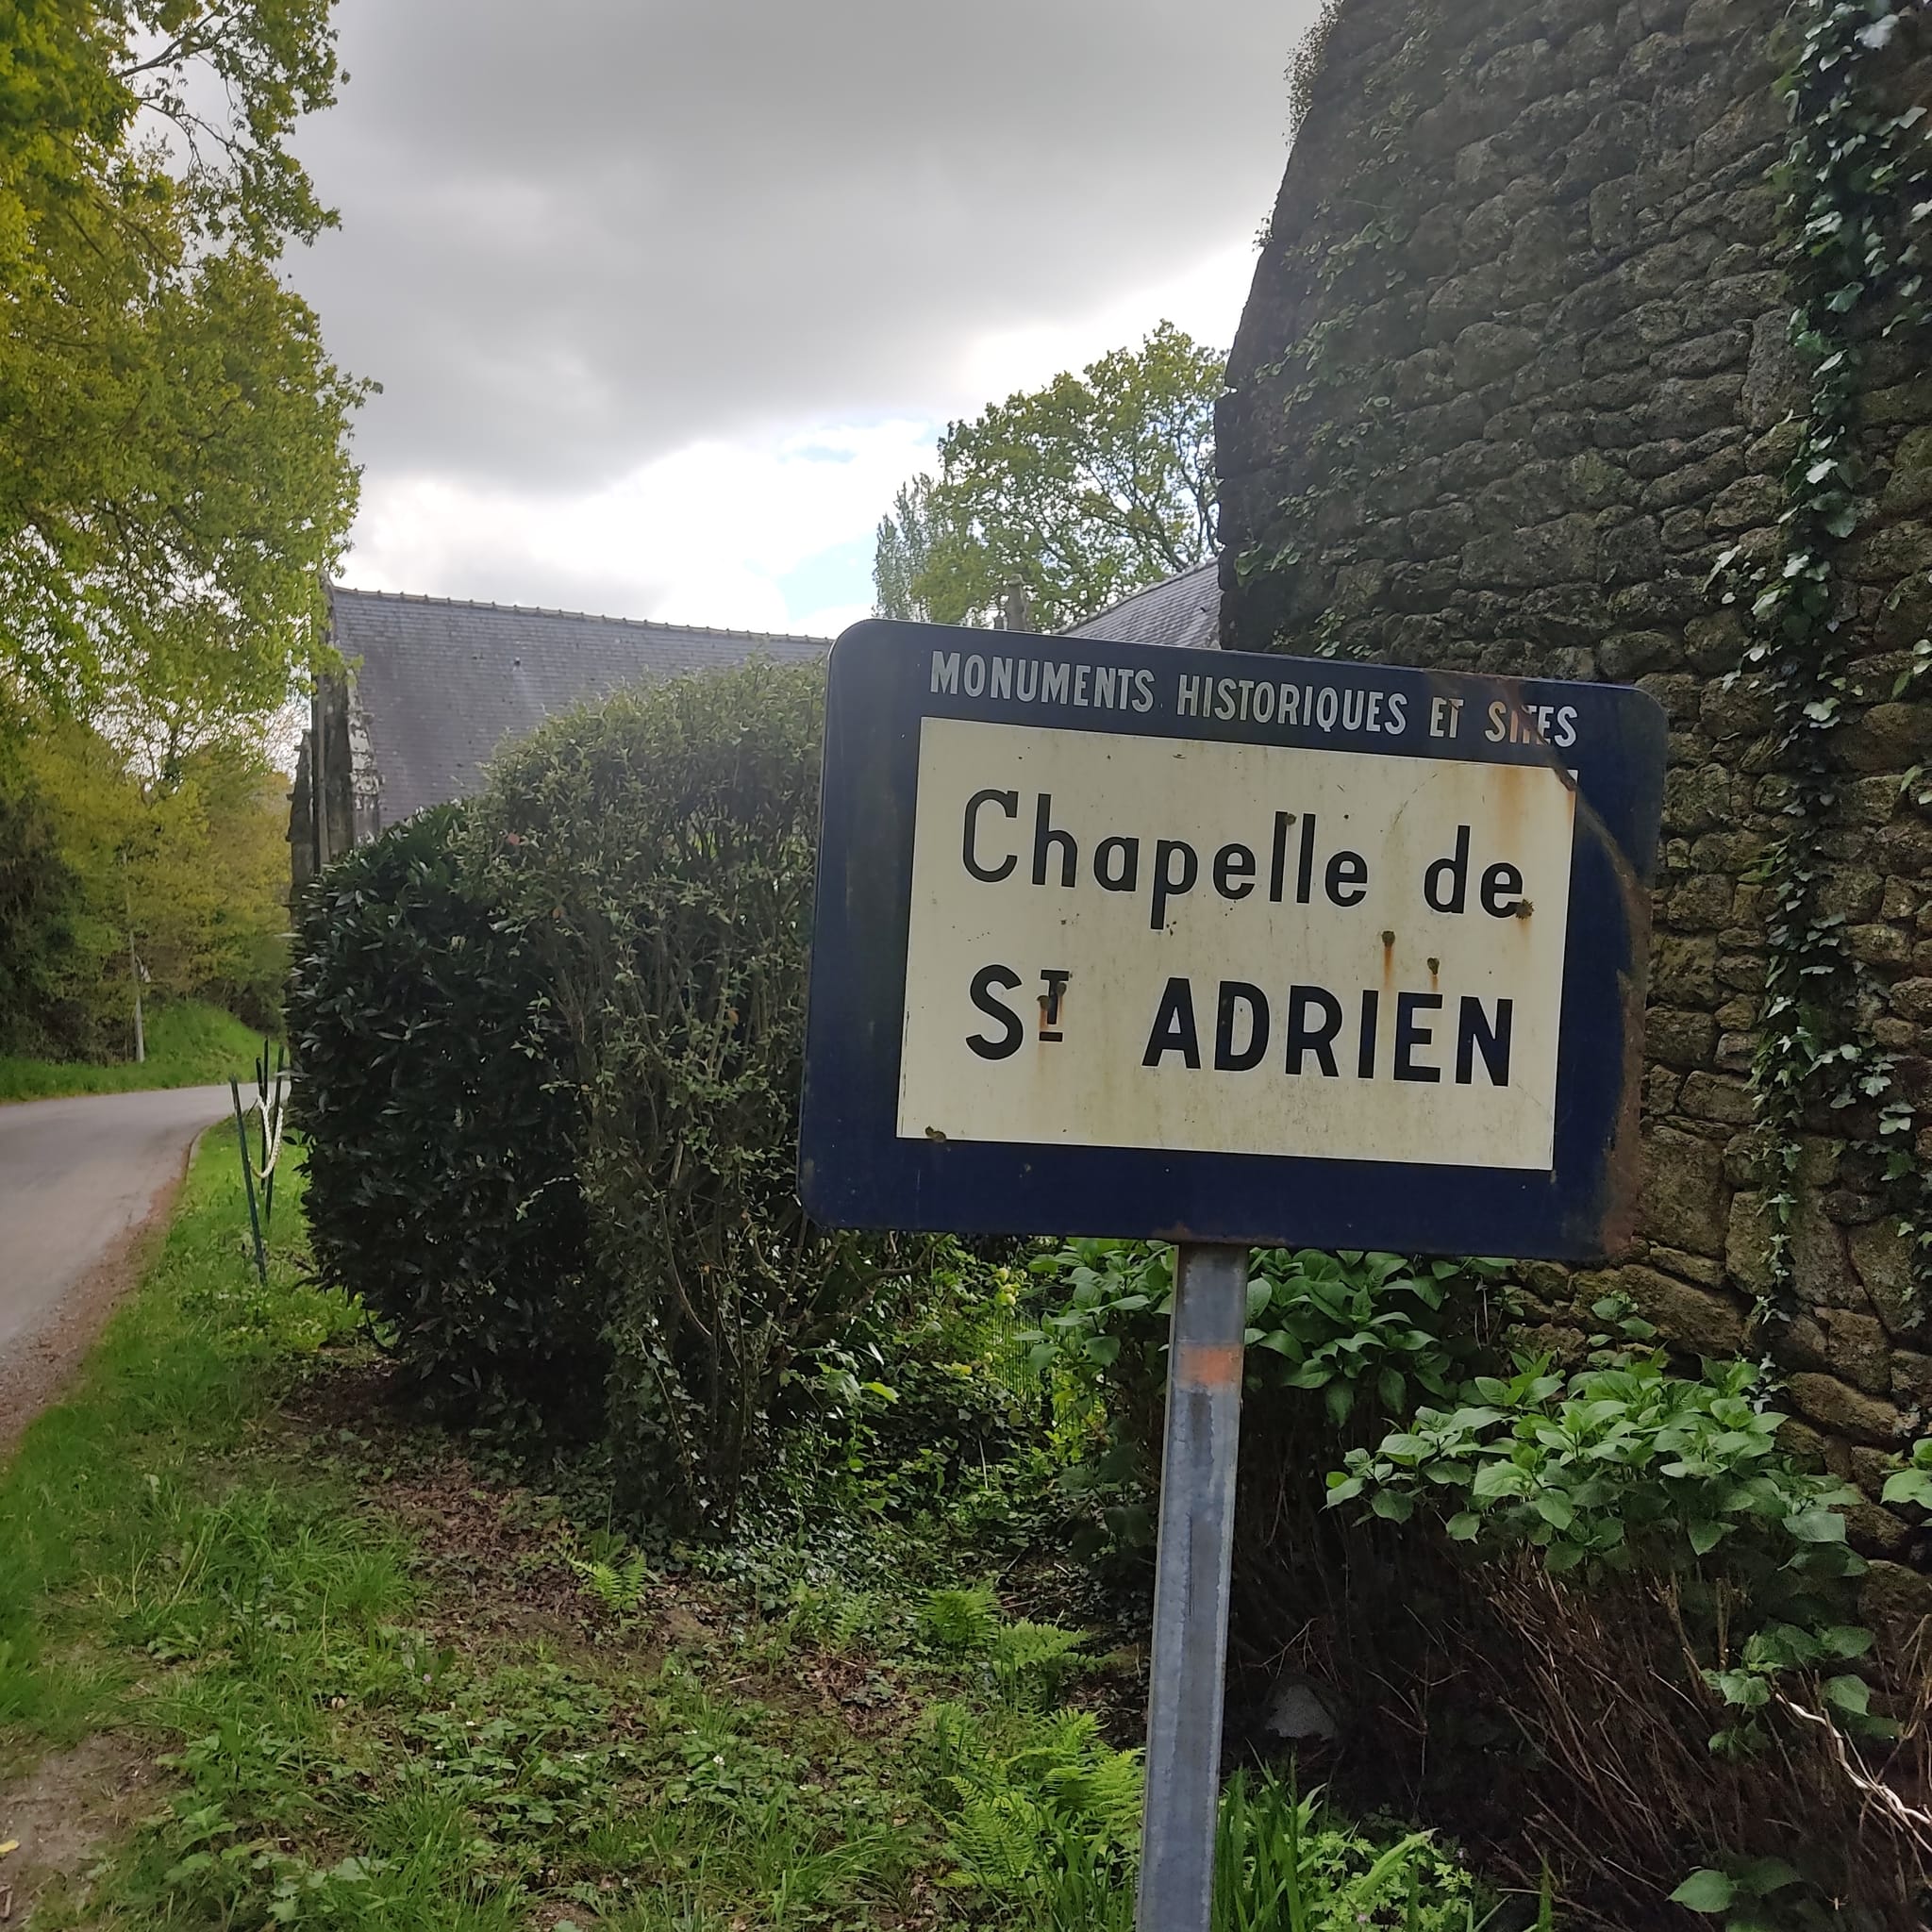 MONUMENTS HISTORIQUES ET SITES
Chapelle de
ST ADRIEN